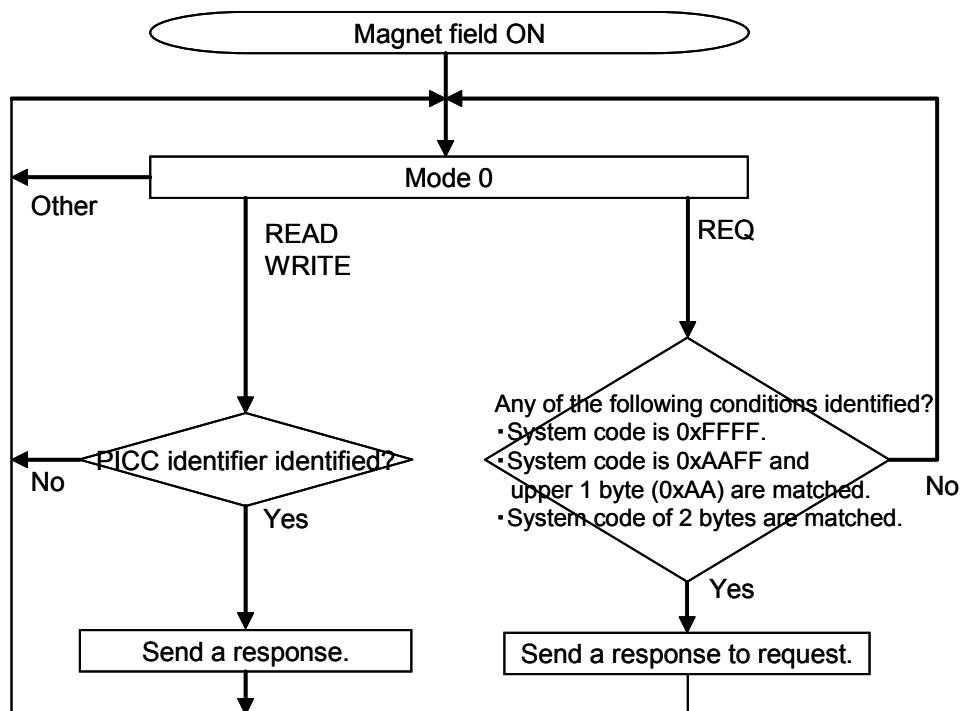 Magnet field ON
Mode 0
Other
READ
WRITE
REQ
Any of the following conditions identified?
・System code is 0xFFFF.
・System code is 0xAAFF and
upper 1 byte (0xAA) are matched.
・System code of 2 bytes are matched.
PICC identifier identified?
No
Yes
No
Yes
Send a response.
Send a response to request.